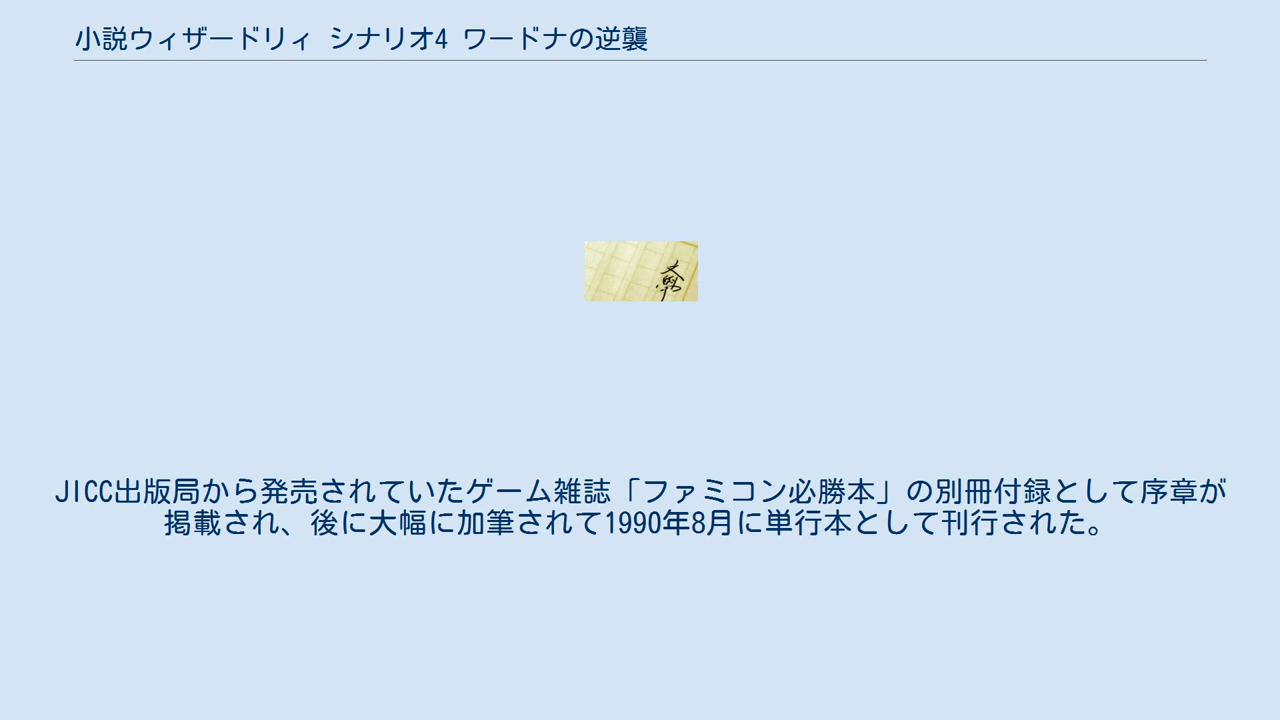 小説ウィザードリィ シナリオ4 ワードナの逆襲
JICC出版局から発売されていたゲーム雑誌「ファミコン必勝本」の別冊付録として序章が
掲載され、後に大幅に加筆されて1990年8月に単行本として刊行された。